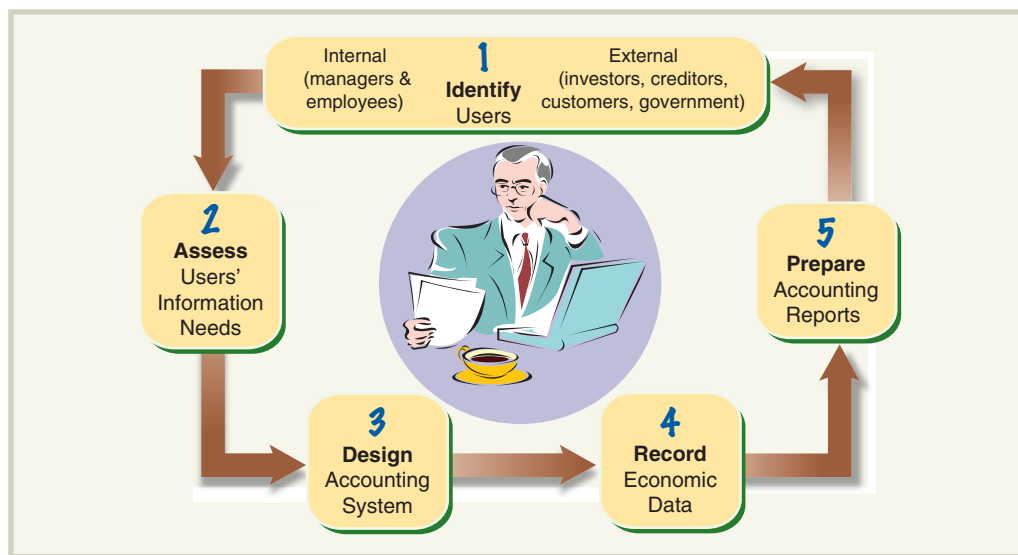 Internal
(managers &
employees)
1
Identify
Users
External
(investors, creditors,
customers, government)
2
Assess
Users’
Information
Needs
3
Design
Accounting
System
4
Record
Economic
Data
5
Prepare
Accounting
Reports